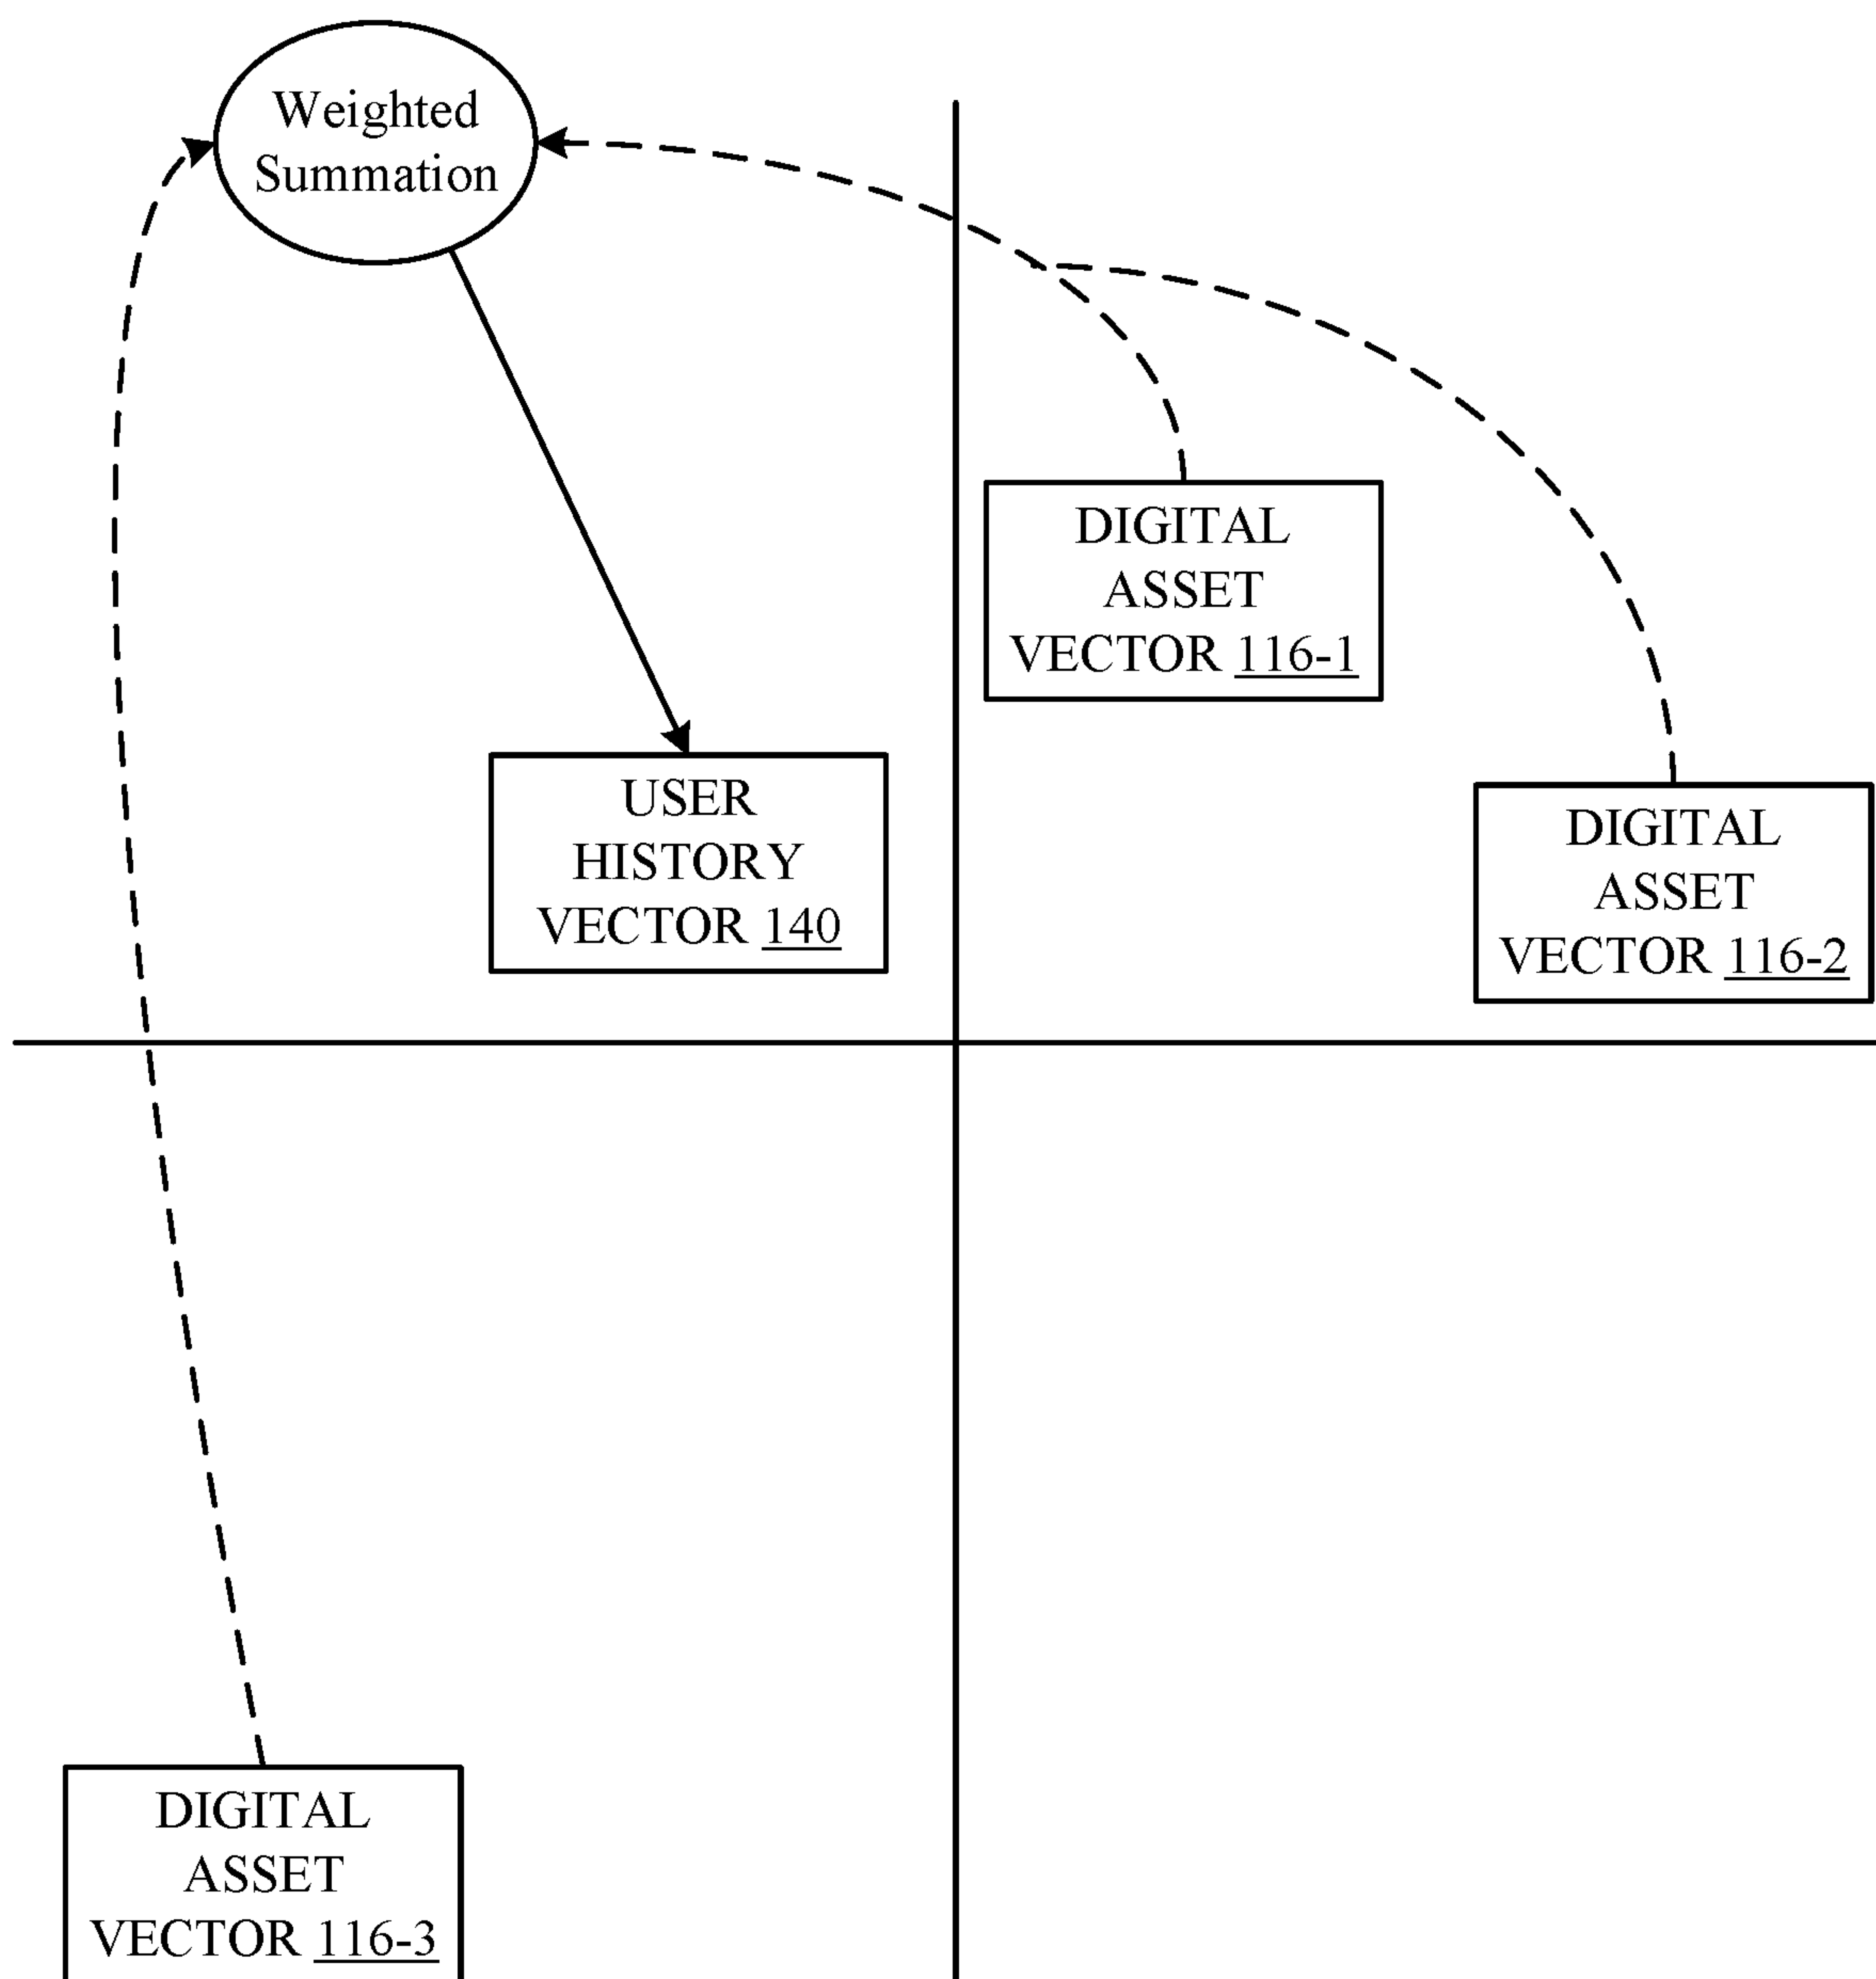 Weighted
Summation
DIGITAL
ASSET
VECTOR 116-1
USER
HISTORY
VECTOR 140
DIGITAL
ASSET
VECTOR 116-2
DIGITAL
ASSET
VECTOR 116-3